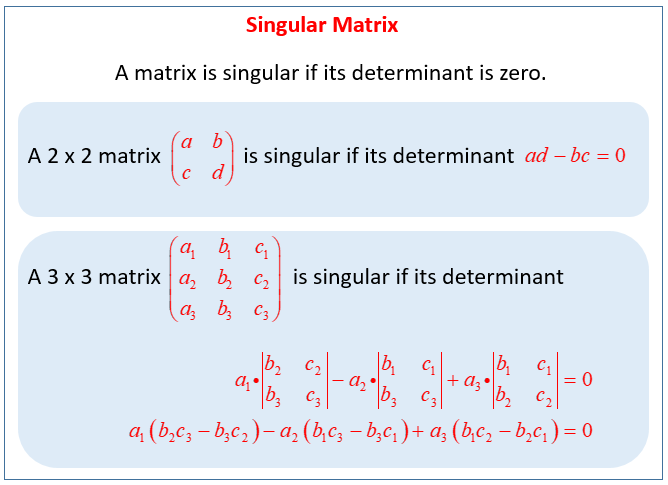 Singular Matrix
A matrix is singular if its determinant is zero.
A 2 x 2 matrix (a b; c d) is singular if its determinant ad − bc = 0
A 3 x 3 matrix (a₁ b₁ c₁; a₂ b₂ c₂; a₃ b₃ c₃) is singular if its determinant
a₁•|b₂ c₂; b₃ c₃| − a₂•|b₁ c₁; b₃ c₃| + a₃•|b₁ c₁; b₂ c₂| = 0
a₁(b₂c₃ − b₃c₂) − a₂(b₁c₃ − b₃c₁) + a₃(b₁c₂ − b₂c₁) = 0